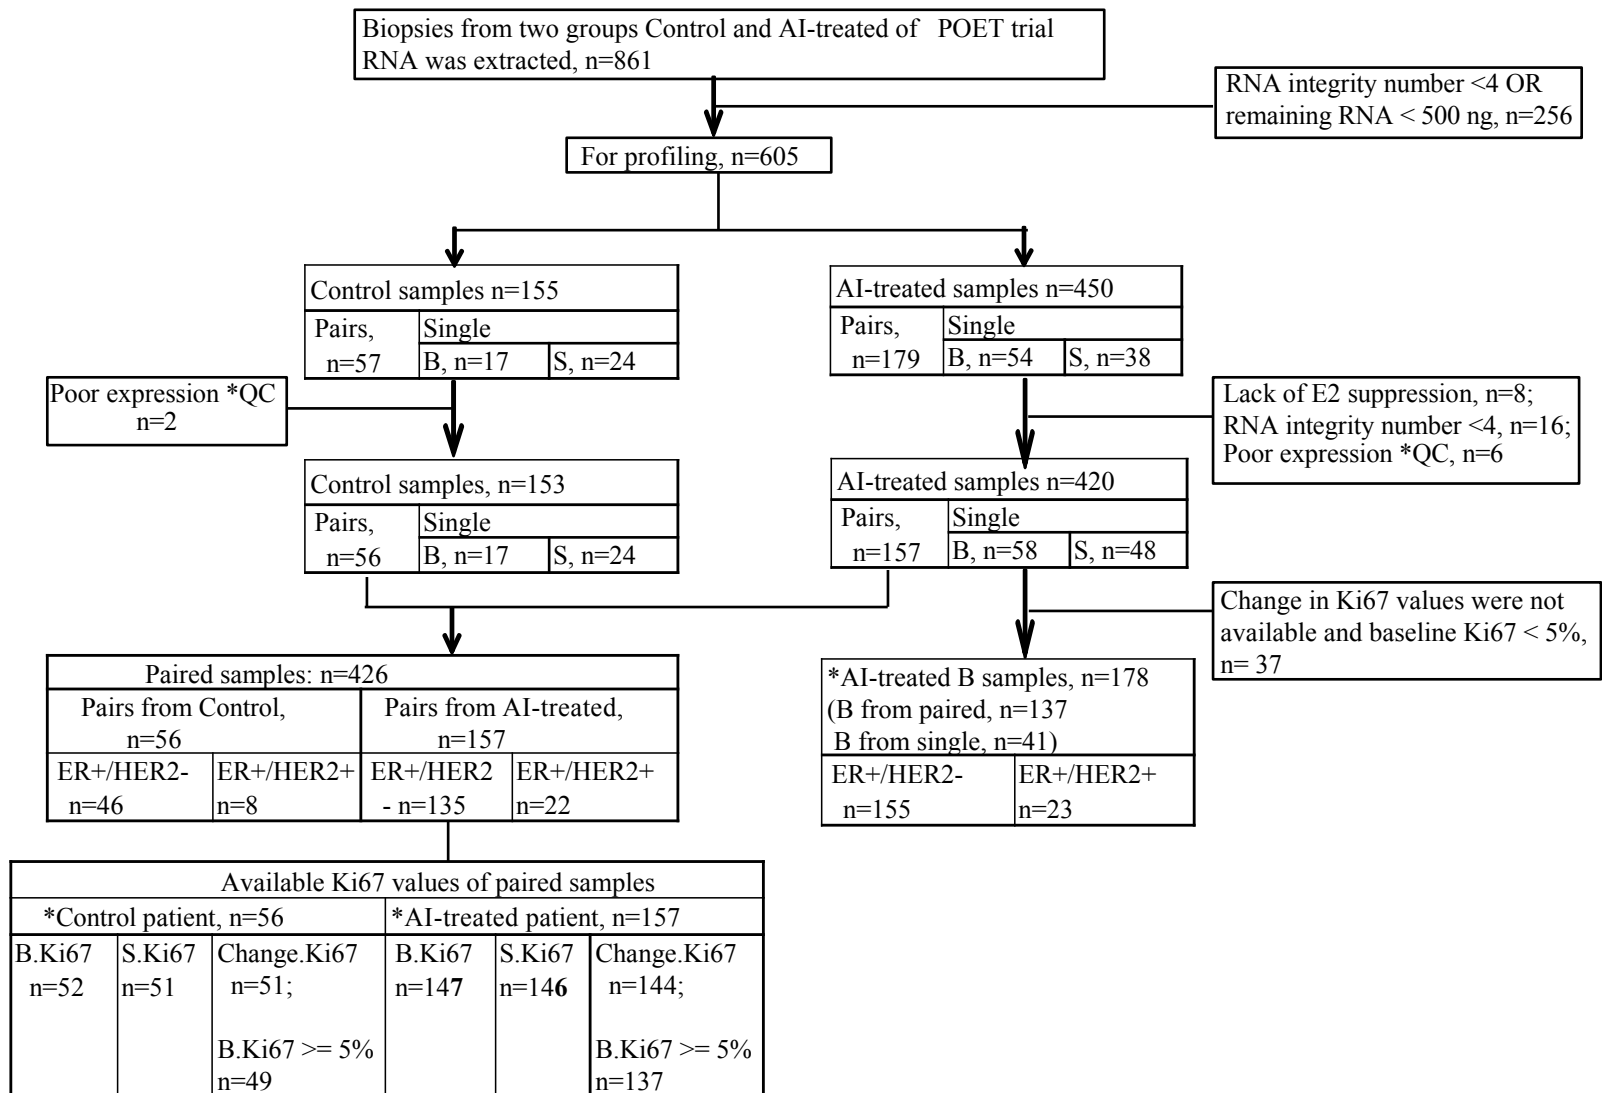 Biopsies from two groups Control and AI-treated of POET trial
RNA was extracted, n=861
RNA integrity number <4 OR
remaining RNA < 500 ng, n=256
For profiling, n=605
Control samples n=155
Pairs,
n=57
Single
B, n=17
S, n=24
AI-treated samples n=450
Pairs,
n=179
Single
B, n=54
S, n=38
Poor expression *QC
n=2
Lack of E2 suppression, n=8;
RNA integrity number <4, n=16;
Poor expression *QC, n=6
Control samples, n=153
Pairs,
n=56
Single
B, n=17
S, n=24
AI-treated samples n=420
Pairs,
n=157
Single
B, n=58
S, n=48
Change in Ki67 values were not
available and baseline Ki67 < 5%,
n= 37
Paired samples: n=426
Pairs from Control,
n=56
Pairs from AI-treated,
n=157
ER+/HER2-
n=46
ER+/HER2+
n=8
ER+/HER2
- n=135
ER+/HER2+
n=22
*AI-treated B samples, n=178
(B from paired, n=137
B from single, n=41)
ER+/HER2-
n=155
ER+/HER2+
n=23
Available Ki67 values of paired samples
*Control patient, n=56
*AI-treated patient, n=157
B.Ki67
n=52
S.Ki67
n=51
Change.Ki67
n=51;
B.Ki67 >= 5%
n=49
B.Ki67
n=147
S.Ki67
n=146
Change.Ki67
n=144;
B.Ki67 >= 5%
n=137